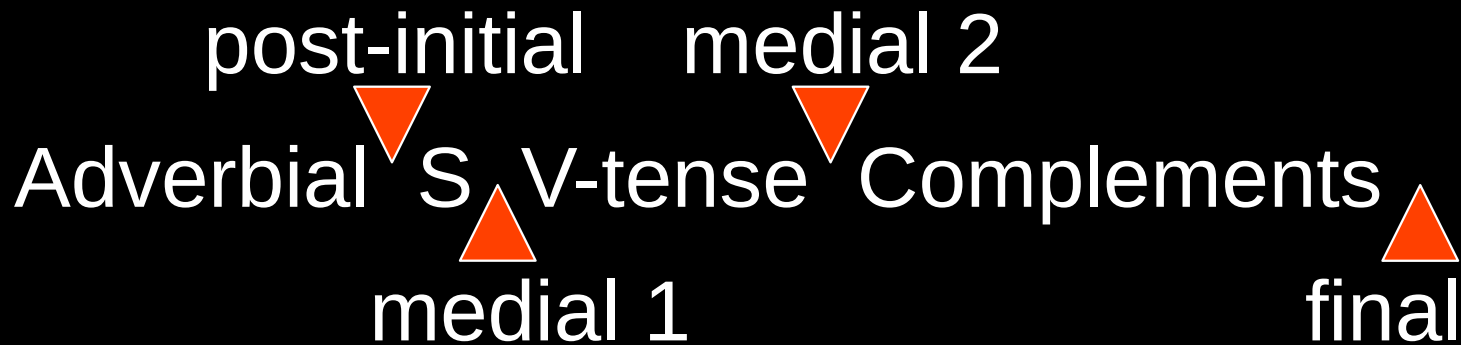 post-initial medial 2
Adverbial S V-tense Complements
medial 1 final